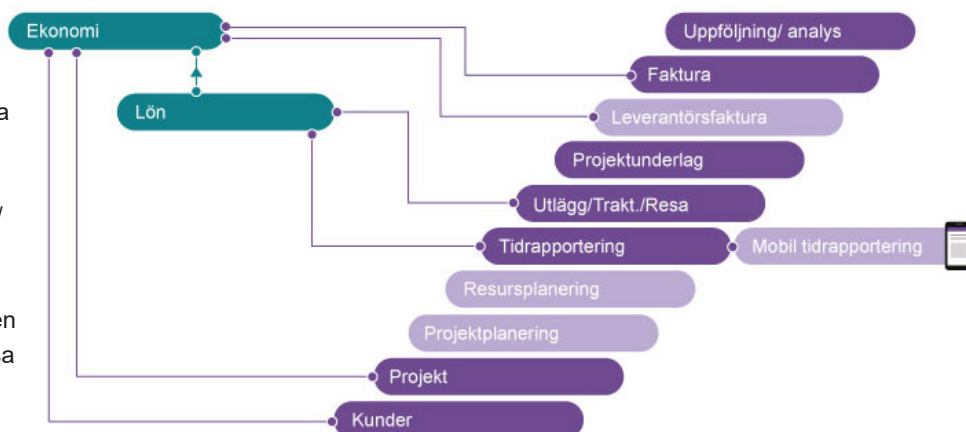 Ekonomi
Uppföljning/ analys
Faktura
Lön
Leverantörsfaktura
Projektunderlag
Utlägg/Trakt./Resa
Tidrapportering
Mobil tidrapportering
Resursplanering
Projektplanering
Projekt
Kunder